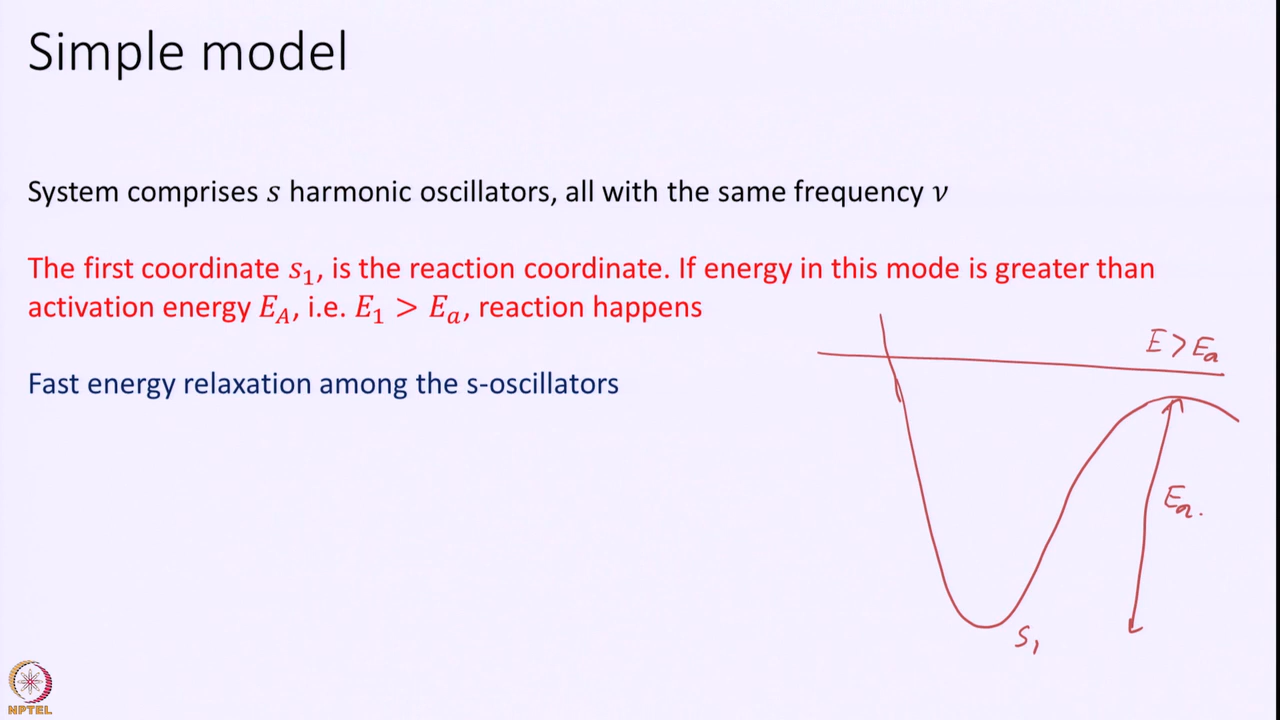 Simple model
System comprises s harmonic oscillators, all with the same frequency ν
The first coordinate s₁, is the reaction coordinate. If energy in this mode is greater than
activation energy E_A, i.e. E₁ > Eₐ, reaction happens
E > Eₐ
Fast energy relaxation among the s-oscillators
Eₐ.
S₁
NPTEL